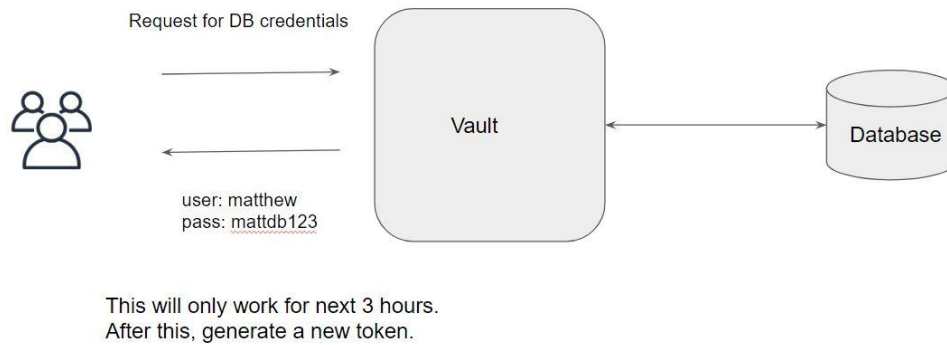 Request for DB credentials
Vault
Database
user: matthew
pass: mattdb123
This will only work for next 3 hours.
After this, generate a new token.